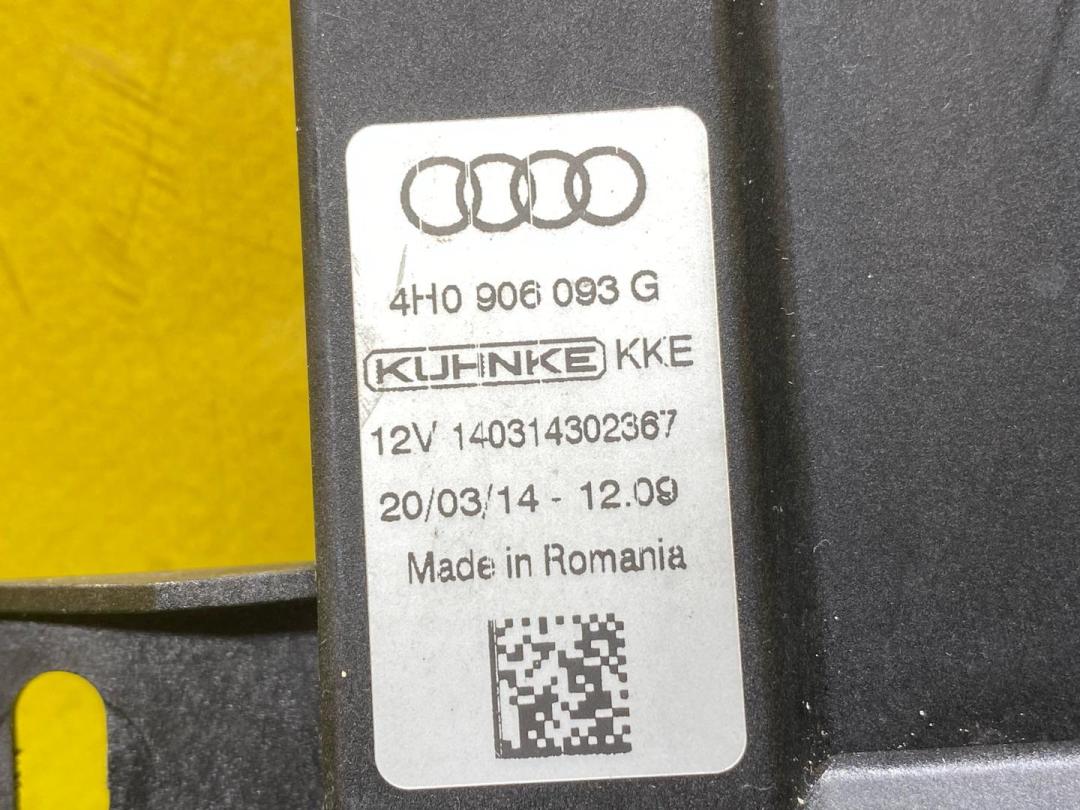 4H0 906 093 G
KUHNKE KKE
12V 140314302367
20/03/14 - 12.09
Made in Romania